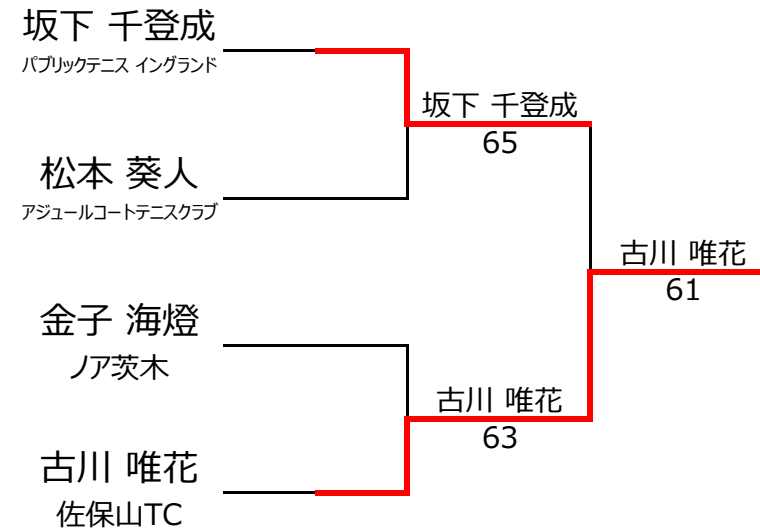 坂下 千登成
パブリックテニス イングランド
坂下 千登成
65
松本 葵人
アジュールコートテニスクラブ
古川 唯花
61
金子 海燈
ノア茨木
古川 唯花
63
古川 唯花
佐保山TC